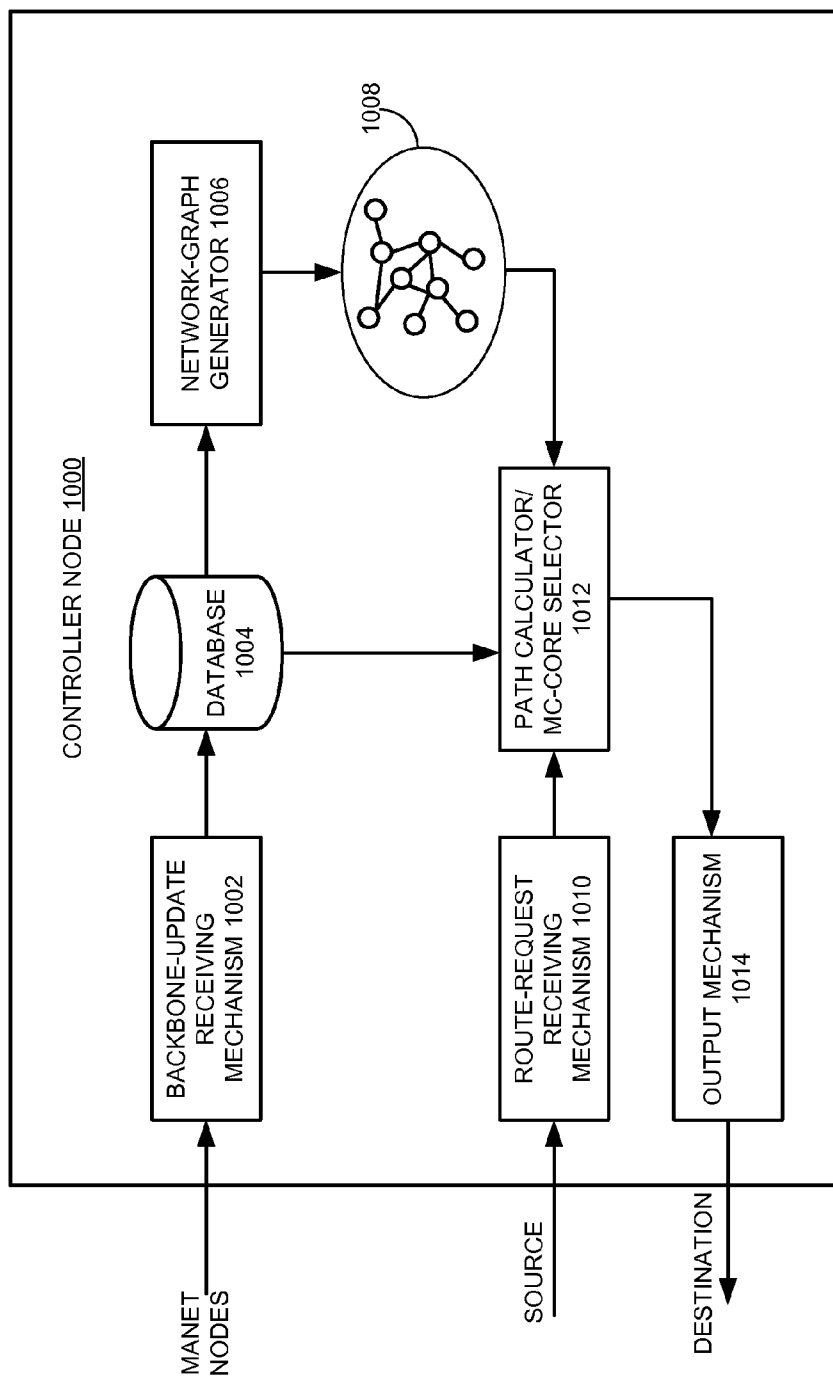 CONTROLLER NODE 1000
MANET
NODES
BACKBONE-UPDATE
RECEIVING
MECHANISM 1002
DATABASE
1004
NETWORK-GRAPH
GENERATOR 1006
1008
SOURCE
ROUTE-REQUEST
RECEIVING
MECHANISM 1010
PATH CALCULATOR/
MC-CORE SELECTOR
1012
DESTINATION
OUTPUT MECHANISM
1014